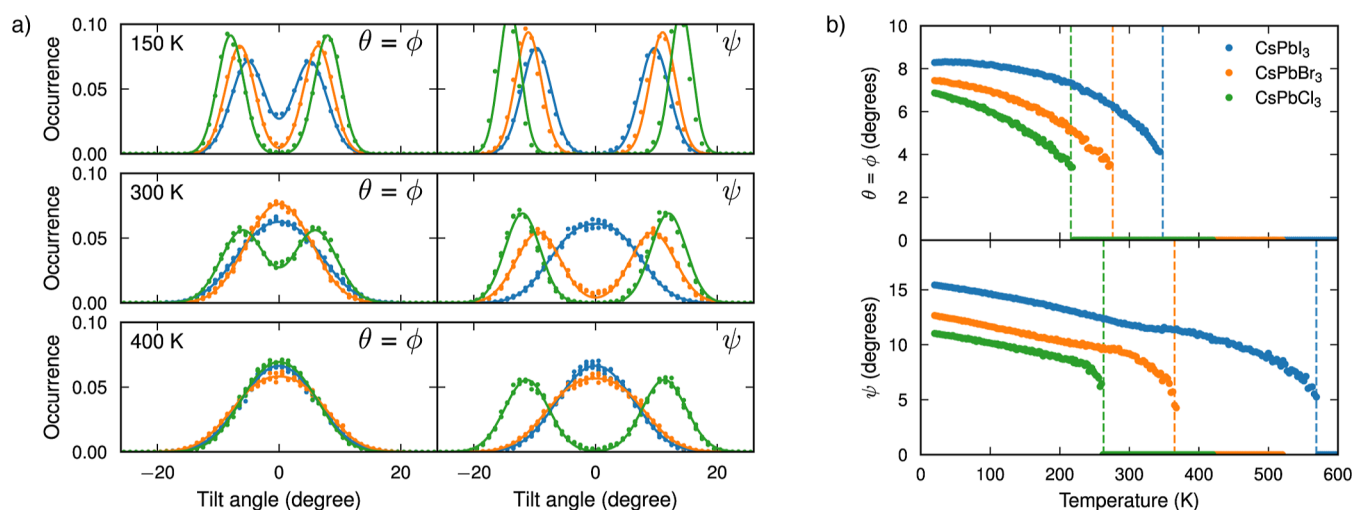 a)
150 K
θ = ϕ
ψ
Occurrence
0.10
0.05
0.00
300 K
θ = ϕ
ψ
Occurrence
0.10
0.05
0.00
400 K
θ = ϕ
ψ
Occurrence
0.10
0.05
0.00
−20 0 20
−20 0 20
Tilt angle (degree)
Tilt angle (degree)
b)
10
8
6
4
2
0
θ = ϕ (degrees)
CsPbI₃
CsPbBr₃
CsPbCl₃
15
10
5
0
ψ (degrees)
0 100 200 300 400 500 600
Temperature (K)